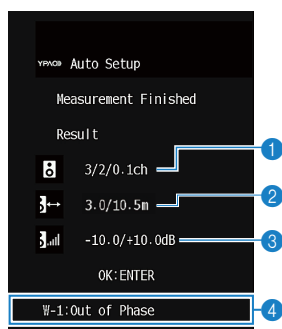 YPAO Auto Setup
Measurement Finished
Result
3/2/0.1ch 1
3.0/10.5m 2
-10.0/+10.0dB 3
OK:ENTER
W-1:Out of Phase 4